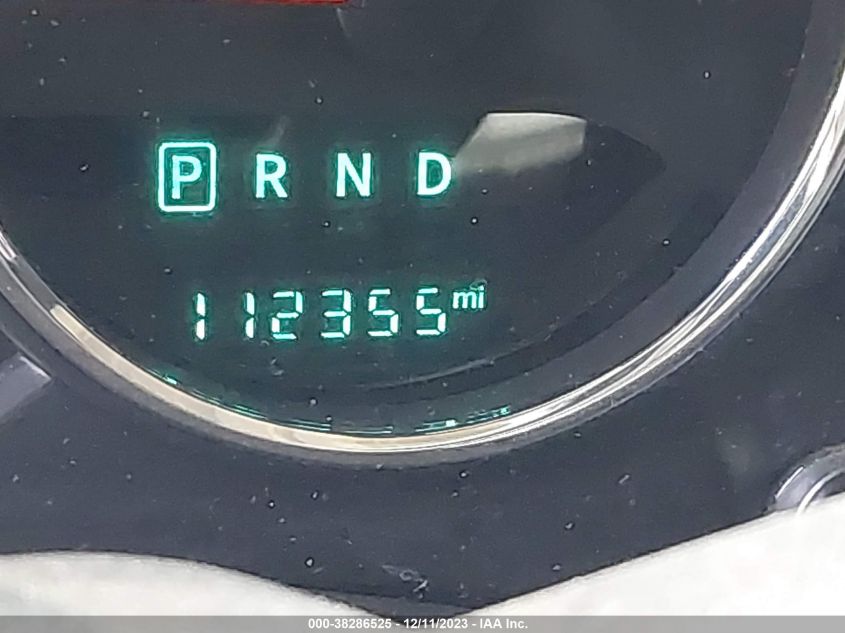 P R N D
112355 mi
000-38286525 - 12/11/2023 - IAA Inc.